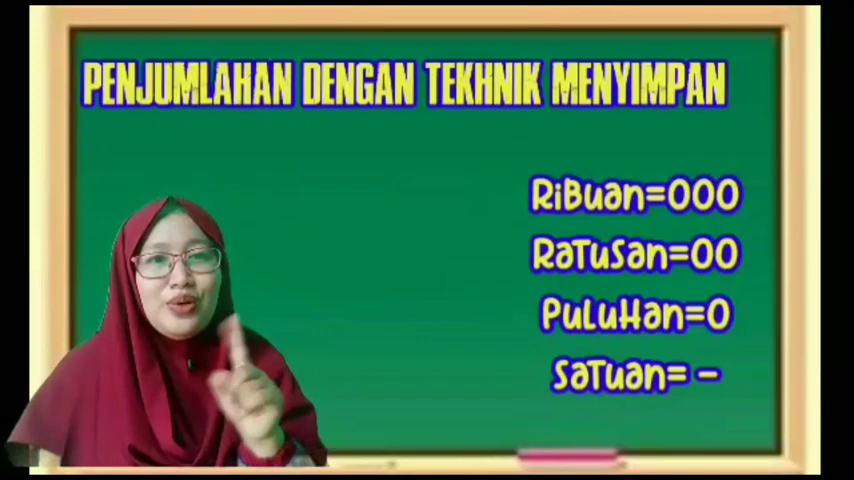 PENJUMLAHAN DENGAN TEKHNIK MENYIMPAN
RiBuan=000
RaTuSan=00
PuLuHan=0
SaTuan= -